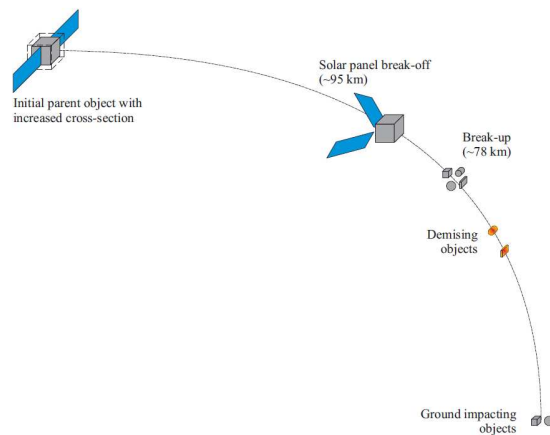 Solar panel break-off
(~95 km)
Initial parent object with
increased cross-section
Break-up
(~78 km)
Demising
objects
Ground impacting
objects